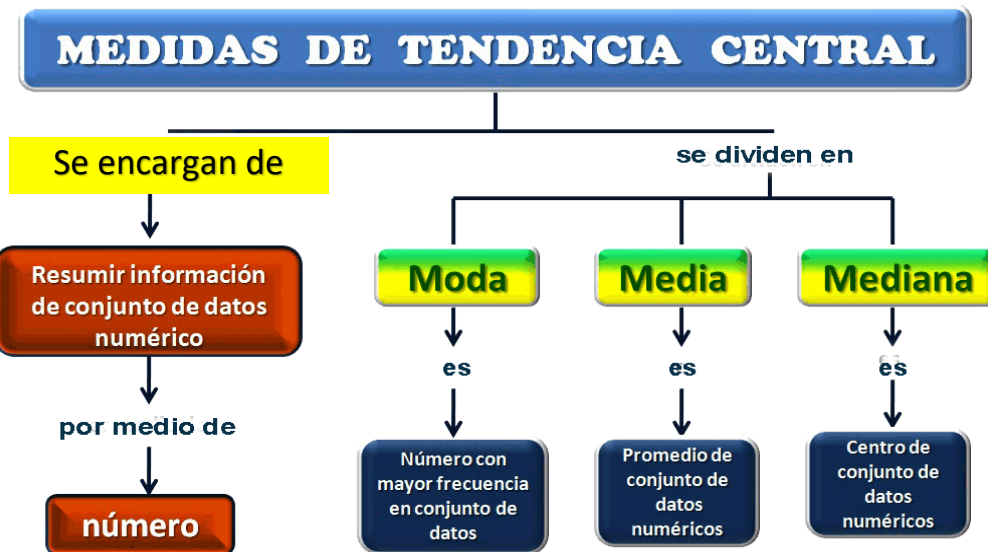 MEDIDAS DE TENDENCIA CENTRAL
Se encargan de
Resumir información
de conjunto de datos
numérico
por medio de
número
se dividen en
Moda
es
Número con
mayor frecuencia
en conjunto de
datos
Media
es
Promedio de
conjunto de
datos
numéricos
Mediana
es
Centro de
conjunto de
datos
numéricos